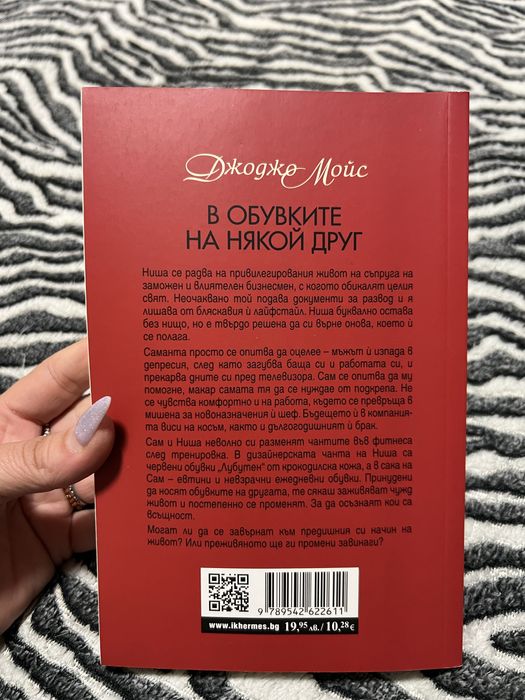 Джоджо Мойс
В ОБУВКИТЕ
НА НЯКОЙ ДРУГ
Ниша се радва на привилегирования живот на съпруга на
заможен и влиятелен бизнесмен, с когото обикалят целия
свят. Неочаквано той подава документи за развод и я
лишава от бляскавия ѝ лайфстайл. Ниша буквално остава
без нищо, но е твърдо решена да си върне онова, което ѝ
се полага.
Саманта просто се опитва да оцелее – мъжът ѝ изпада в
депресия, след като загубва баща си и работата си, и
прекарва дните си пред телевизора. Сам се опитва да му
помогне, макар самата тя да се нуждае от подкрепа. Не
се чувства комфортно и на работа, където се превръща в
мишена за новоназначения ѝ шеф. Бъдещето ѝ в компания-
та виси на косъм, както и дългогодишният ѝ брак.
Сам и Ниша неволно си разменят чантите във фитнеса
след тренировка. В дизайнерската чанта на Ниша са
червени обувки „Лубутен“ от крокодилска кожа, а в сака на
Сам – евтини и невзрачни ежедневни обувки. Принудени
да носят обувките на другата, те сякаш заживяват чужд
живот и постепенно се променят. За да осъзнаят кои са
всъщност.
Могат ли да се завърнат към предишния си начин на
живот? Или преживяното ще ги промени завинаги?
9 789542 622611
www.ikhermes.bg 19,95 лв. / 10,28 €